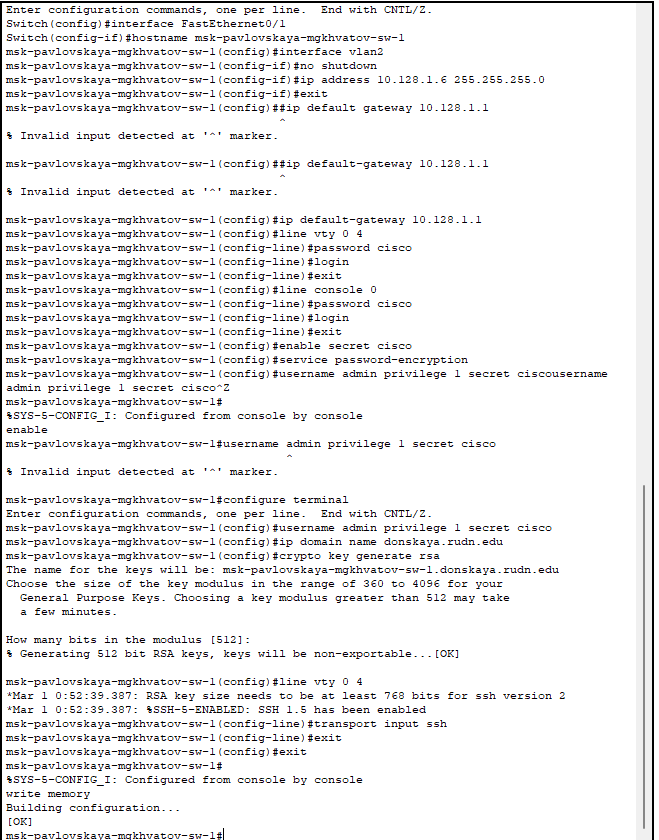 Enter configuration commands, one per line.  End with CNTL/Z.
Switch(config)#interface FastEthernet0/1
Switch(config-if)#hostname msk-pavlovskaya-mgkhvatov-sw-1
msk-pavlovskaya-mgkhvatov-sw-1(config)#interface vlan2
msk-pavlovskaya-mgkhvatov-sw-1(config-if)#no shutdown
msk-pavlovskaya-mgkhvatov-sw-1(config-if)#ip address 10.128.1.6 255.255.255.0
msk-pavlovskaya-mgkhvatov-sw-1(config-if)#exit
msk-pavlovskaya-mgkhvatov-sw-1(config)##ip default gateway 10.128.1.1
^
% Invalid input detected at '^' marker.
msk-pavlovskaya-mgkhvatov-sw-1(config)##ip default-gateway 10.128.1.1
^
% Invalid input detected at '^' marker.
msk-pavlovskaya-mgkhvatov-sw-1(config)#ip default-gateway 10.128.1.1
msk-pavlovskaya-mgkhvatov-sw-1(config)#line vty 0 4
msk-pavlovskaya-mgkhvatov-sw-1(config-line)#password cisco
msk-pavlovskaya-mgkhvatov-sw-1(config-line)#login
msk-pavlovskaya-mgkhvatov-sw-1(config-line)#exit
msk-pavlovskaya-mgkhvatov-sw-1(config)#line console 0
msk-pavlovskaya-mgkhvatov-sw-1(config-line)#password cisco
msk-pavlovskaya-mgkhvatov-sw-1(config-line)#login
msk-pavlovskaya-mgkhvatov-sw-1(config-line)#exit
msk-pavlovskaya-mgkhvatov-sw-1(config)#enable secret cisco
msk-pavlovskaya-mgkhvatov-sw-1(config)#service password-encryption
msk-pavlovskaya-mgkhvatov-sw-1(config)#username admin privilege 1 secret ciscousername
admin privilege 1 secret cisco^Z
msk-pavlovskaya-mgkhvatov-sw-1#
%SYS-5-CONFIG_I: Configured from console by console
enable
msk-pavlovskaya-mgkhvatov-sw-1#username admin privilege 1 secret cisco
^
% Invalid input detected at '^' marker.
msk-pavlovskaya-mgkhvatov-sw-1#configure terminal
Enter configuration commands, one per line.  End with CNTL/Z.
msk-pavlovskaya-mgkhvatov-sw-1(config)#username admin privilege 1 secret cisco
msk-pavlovskaya-mgkhvatov-sw-1(config)#ip domain name donskaya.rudn.edu
msk-pavlovskaya-mgkhvatov-sw-1(config)#crypto key generate rsa
The name for the keys will be: msk-pavlovskaya-mgkhvatov-sw-1.donskaya.rudn.edu
Choose the size of the key modulus in the range of 360 to 4096 for your
General Purpose Keys. Choosing a key modulus greater than 512 may take
a few minutes.
How many bits in the modulus [512]:
% Generating 512 bit RSA keys, keys will be non-exportable...[OK]
msk-pavlovskaya-mgkhvatov-sw-1(config)#line vty 0 4
*Mar 1 0:52:39.387: RSA key size needs to be at least 768 bits for ssh version 2
*Mar 1 0:52:39.387: %SSH-5-ENABLED: SSH 1.5 has been enabled
msk-pavlovskaya-mgkhvatov-sw-1(config-line)#transport input ssh
msk-pavlovskaya-mgkhvatov-sw-1(config-line)#exit
msk-pavlovskaya-mgkhvatov-sw-1(config)#exit
msk-pavlovskaya-mgkhvatov-sw-1#
%SYS-5-CONFIG_I: Configured from console by console
write memory
Building configuration...
[OK]
msk-pavlovskaya-mgkhvatov-sw-1#